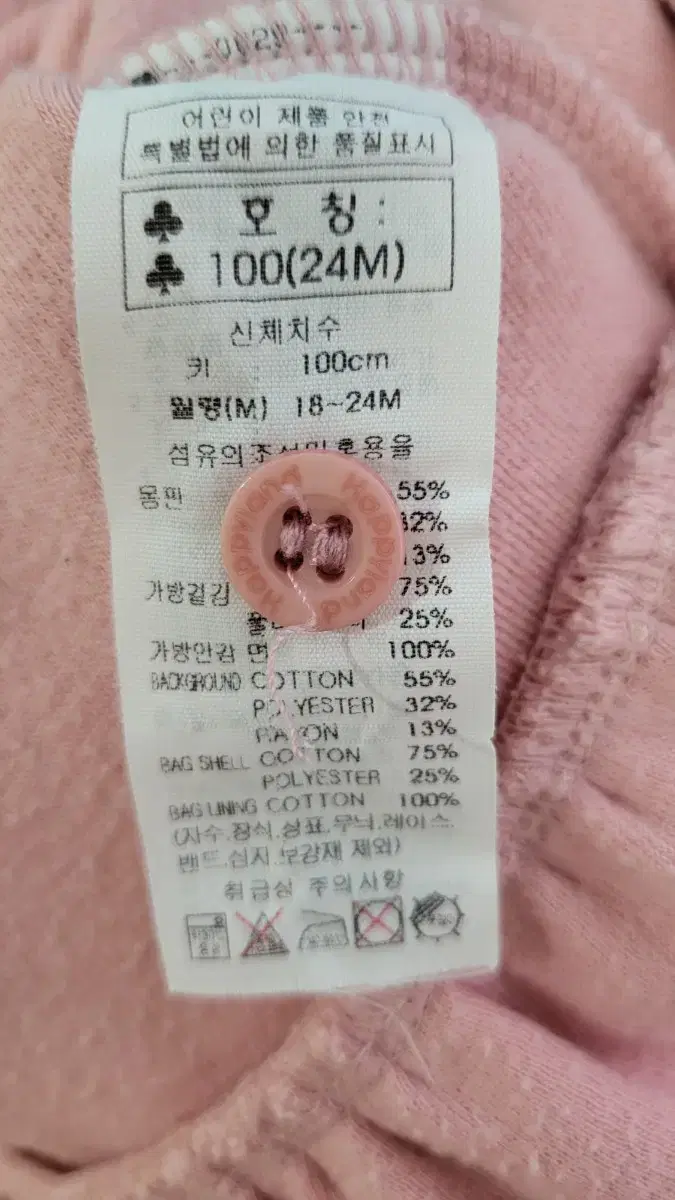 어린이 제품 안전
특별법에 의한 품질표시
호 칭 :
100(24M)
신체치수
키 : 100cm
월령(M) 18~24M
섬유의 조성및 혼용율
몸판 55%
32%
13%
Happyland Happyland
가방겉감 75%
25%
가방안감 면 100%
BACKGROUND COTTON 55%
POLYESTER 32%
RAYON 13%
BAG SHELL COTTON 75%
POLYESTER 25%
BAG LINING COTTON 100%
(자수.장식.상표.무늬.레이스.
밴드.심지.보강재 제외)
취급상 주의사항